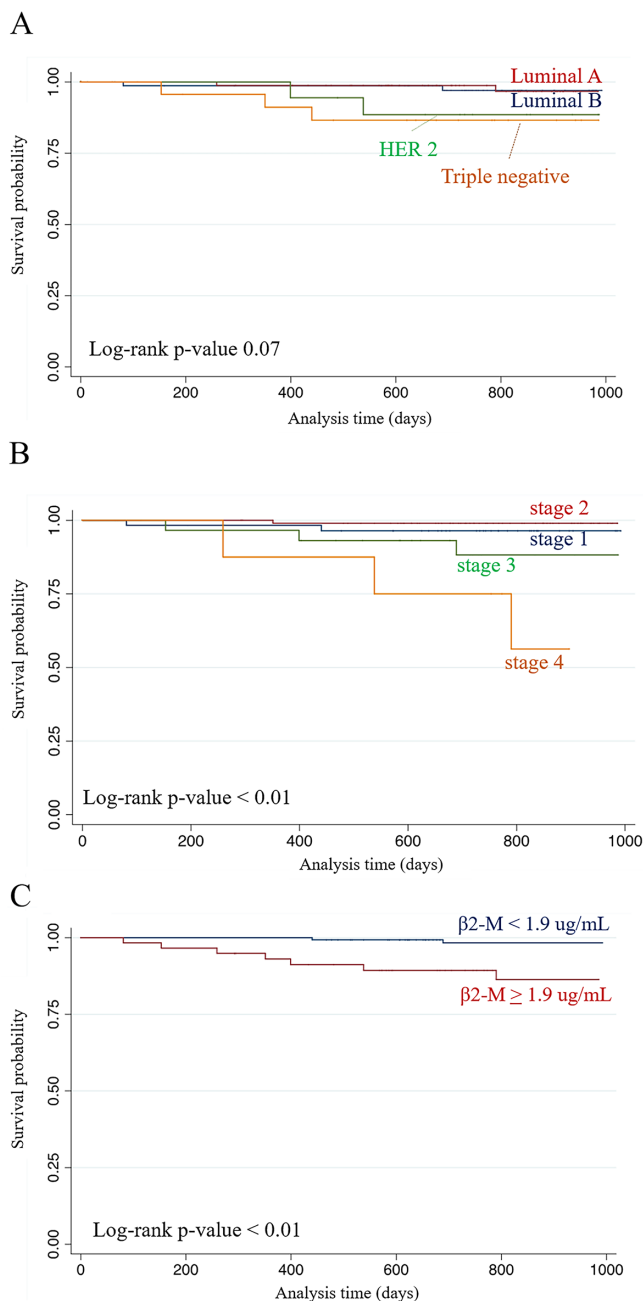 A
Survival probability
1.00
0.75
0.50
0.25
0.00
Luminal A
Luminal B
HER 2
Triple negative
Log-rank p-value 0.07
0 200 400 600 800 1000
Analysis time (days)
B
Survival probability
1.00
0.75
0.50
0.25
0.00
stage 2
stage 1
stage 3
stage 4
Log-rank p-value < 0.01
0 200 400 600 800 1000
Analysis time (days)
C
Survival probability
1.00
0.75
0.50
0.25
0.00
β2-M < 1.9 ug/mL
β2-M ≥ 1.9 ug/mL
Log-rank p-value < 0.01
0 200 400 600 800 1000
Analysis time (days)